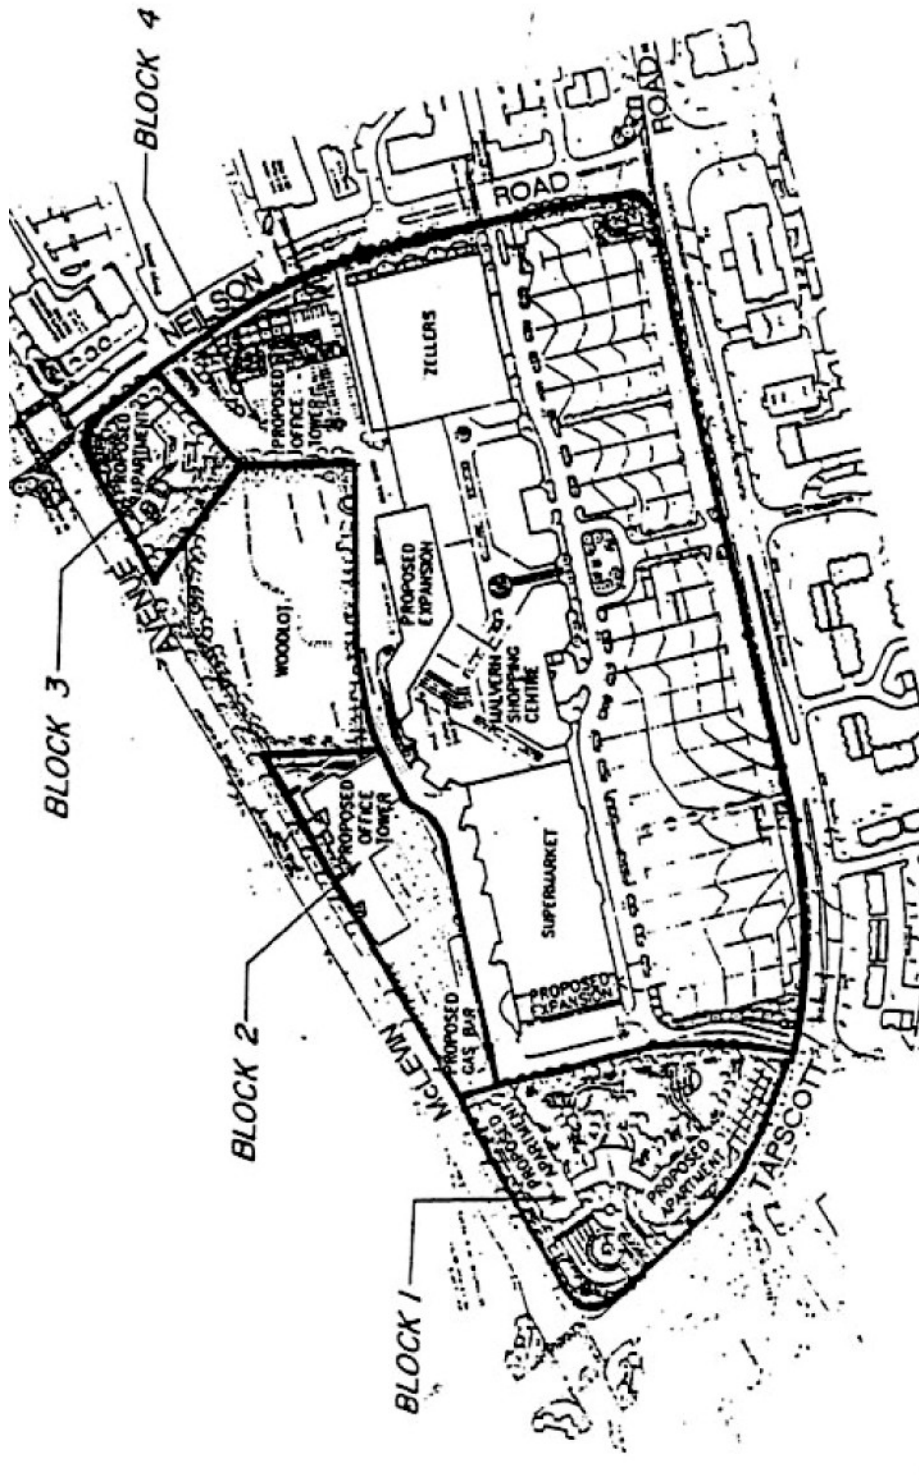 BLOCK 1
BLOCK 2
BLOCK 3
BLOCK 4
McLEVIN
AVENUE
NEILSON
ROAD
TAPSCOTT
ROAD
PROPOSED
APARTMENT
PROPOSED
APARTMENT
PROPOSED
GAS BAR
PROPOSED
OFFICE
TOWER
WOODLOT
PROPOSED
APARTMENT
PROPOSED
OFFICE
TOWER
ZELLERS
PROPOSED
EXPANSION
MALVERN
SHOPPING
CENTRE
SUPERMARKET
PROPOSED
EXPANSION